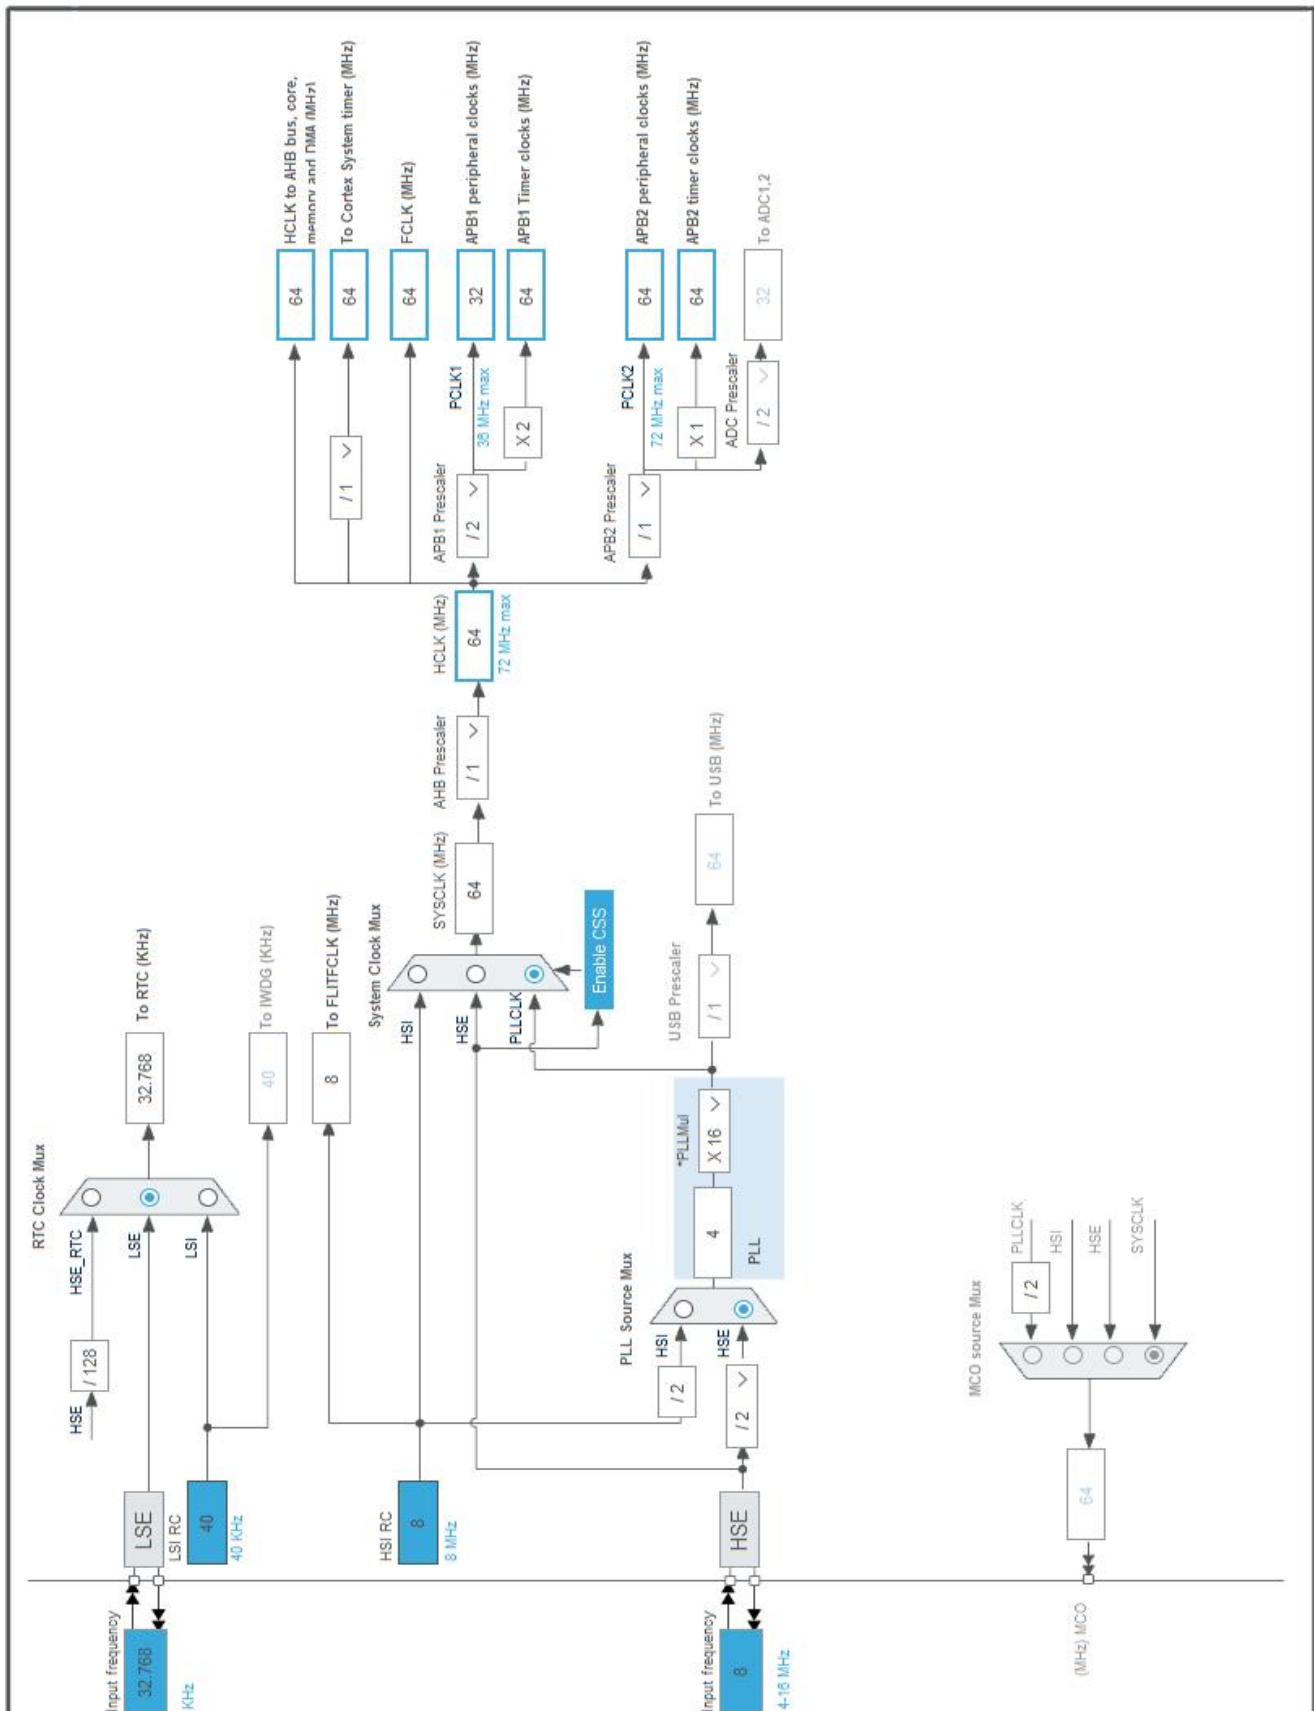 RTC Clock Mux
HSE
/ 128
HSE_RTC
Input frequency
32.768
KHz
LSE
LSE
32.768
To RTC (KHz)
LSI RC
40
40 KHz
LSI
40
To IWDG (KHz)
8
To FLITFCLK (MHz)
HSI RC
8
8 MHz
System Clock Mux
HSI
HSE
PLLCLK
Enable CSS
SYSCLK (MHz)
64
AHB Prescaler
/ 1
HCLK (MHz)
64
72 MHz max
64
HCLK to AHB bus, core,
memory and DMA (MHz)
/ 1
64
To Cortex System timer (MHz)
64
FCLK (MHz)
APB1 Prescaler
/ 2
PCLK1
36 MHz max
32
APB1 peripheral clocks (MHz)
X 2
64
APB1 Timer clocks (MHz)
APB2 Prescaler
/ 1
PCLK2
72 MHz max
64
APB2 peripheral clocks (MHz)
X 1
64
APB2 timer clocks (MHz)
ADC Prescaler
/ 2
32
To ADC1,2
PLL Source Mux
HSI
/ 2
Input frequency
8
4-16 MHz
HSE
/ 2
HSE
4
*PLLMul
X 16
PLL
USB Prescaler
/ 1
64
To USB (MHz)
MCO source Mux
/ 2
PLLCLK
HSI
HSE
SYSCLK
64
(MHz) MCO